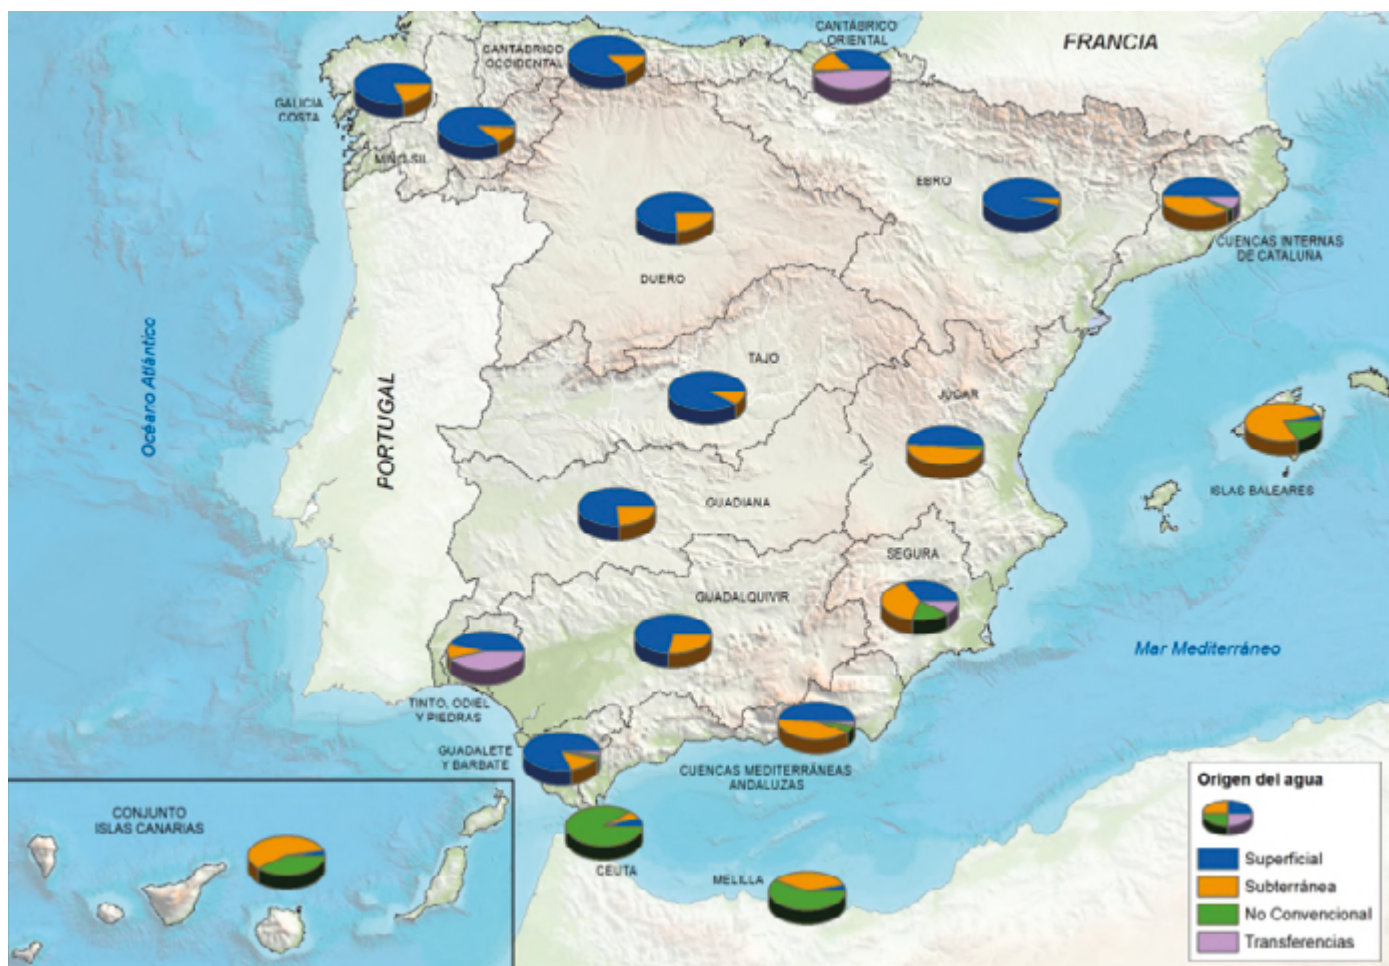 CANTÁBRICO
ORIENTAL
FRANCIA
CANTÁBRICO
OCCIDENTAL
GALICIA
COSTA
MIÑO-SIL
EBRO
CUENCAS INTERNAS
DE CATALUÑA
DUERO
Océano Atlántico
PORTUGAL
TAJO
JÚCAR
ISLAS BALEARES
GUADIANA
SEGURA
GUADALQUIVIR
Mar Mediterráneo
TINTO, ODIEL
Y PIEDRAS
GUADALETE
Y BARBATE
CUENCAS MEDITERRÁNEAS
ANDALUZAS
CONJUNTO
ISLAS CANARIAS
CEUTA
MELILLA
Origen del agua
Superficial
Subterránea
No Convencional
Transferencias